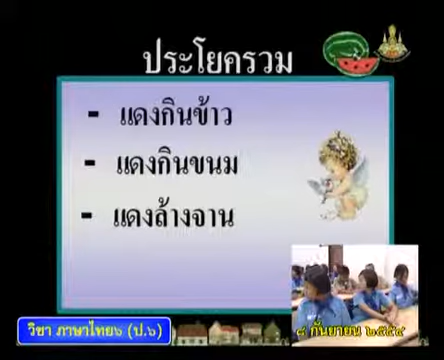 ประโยครวม
- แดงกินข้าว
- แดงกินขนม
- แดงล้างจาน
วิชา ภาษาไทย๖ (ป.๖)
๘ กันยายน ๒๕๕๔